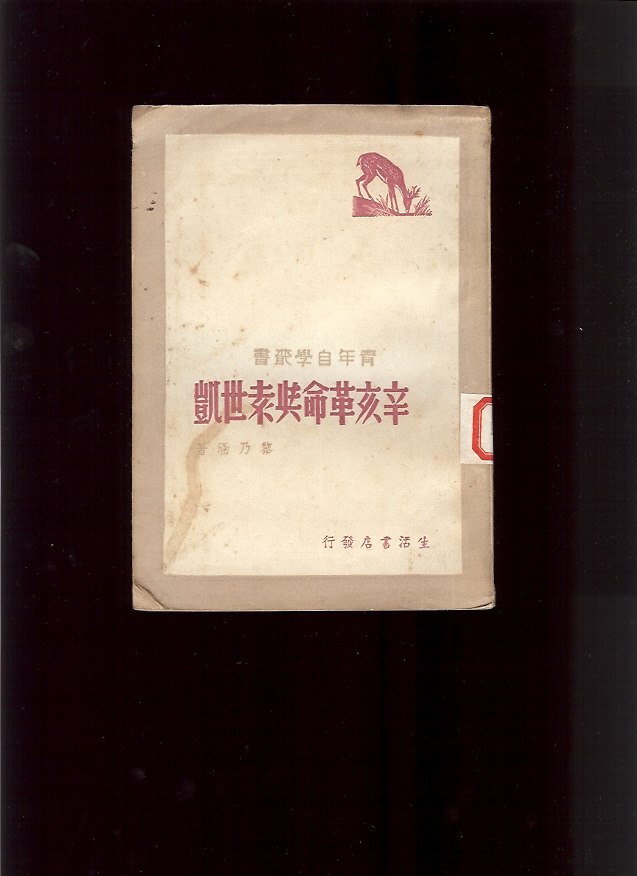 青年自學叢書
辛亥革命與袁世凱
黎乃涵著
生活書店發行